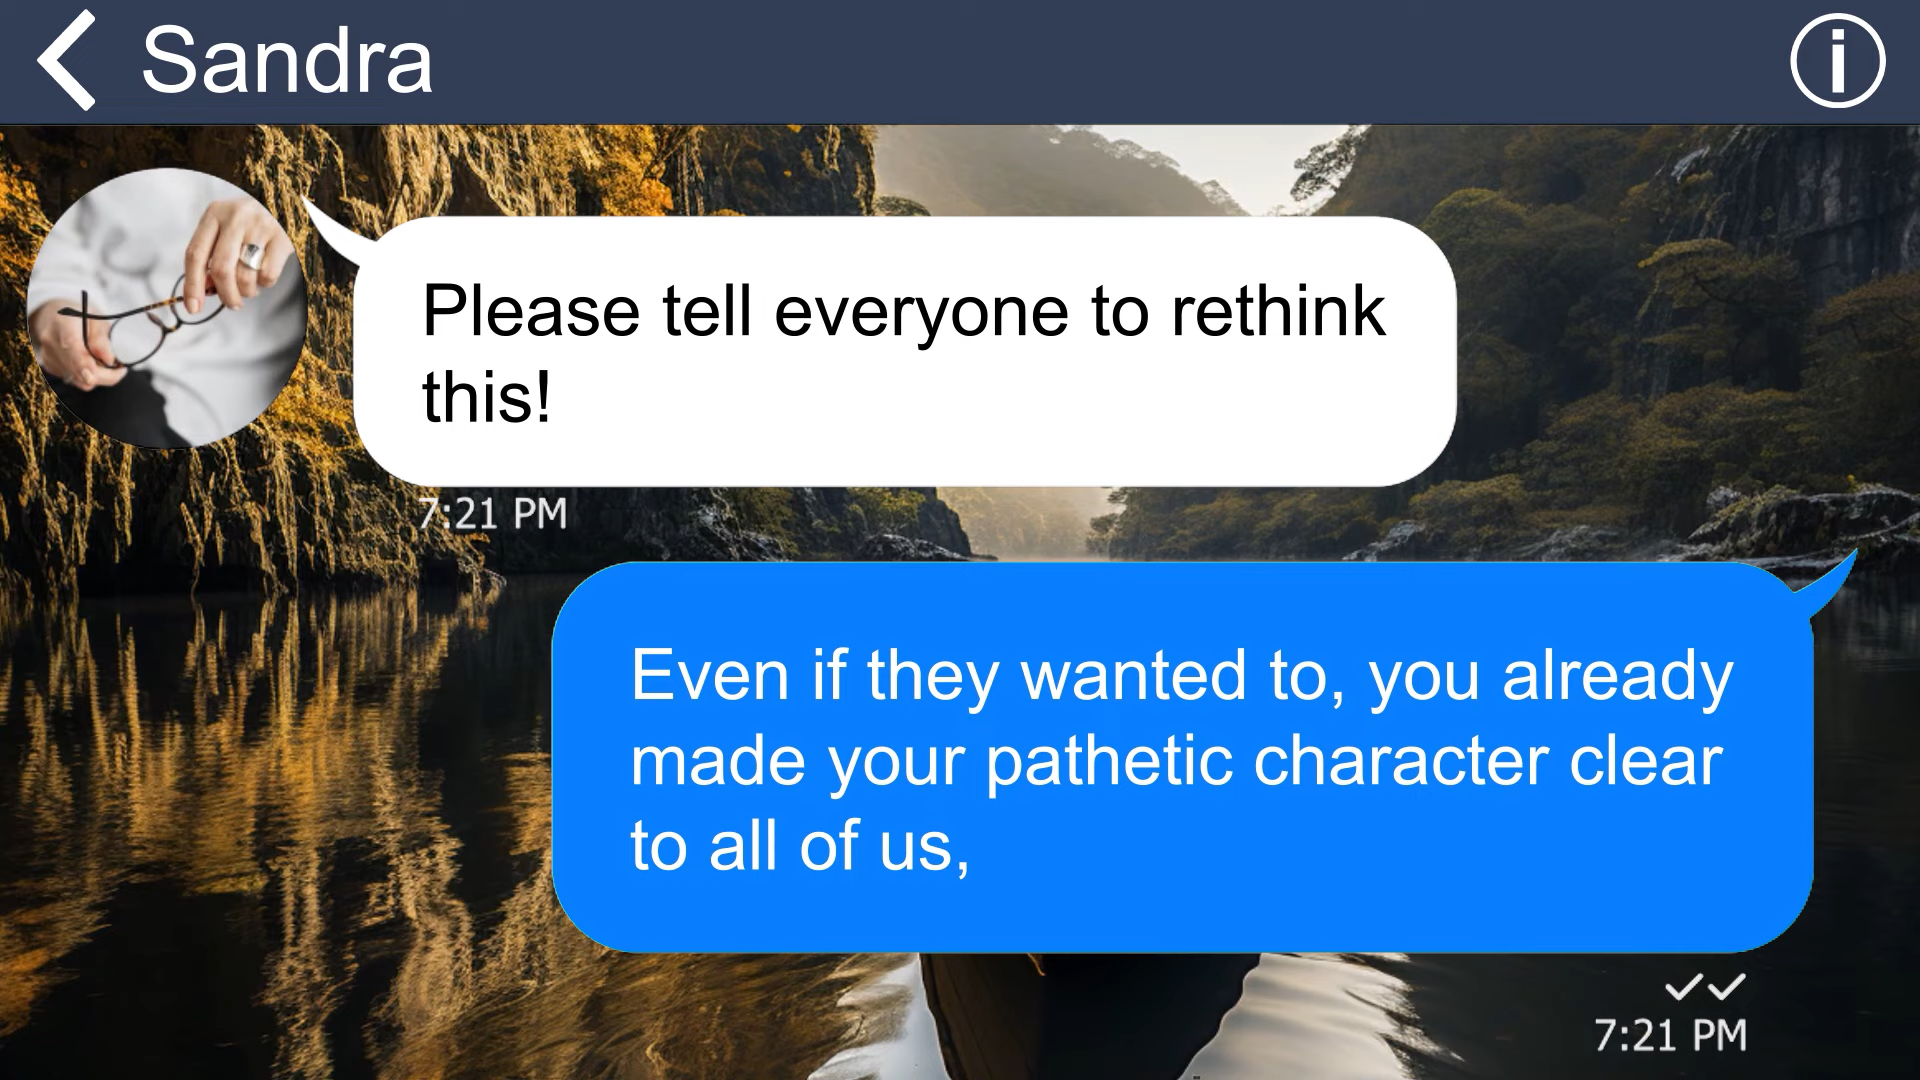 Sandra
Please tell everyone to rethink
this!
7:21 PM
Even if they wanted to, you already
made your pathetic character clear
to all of us,
7:21 PM